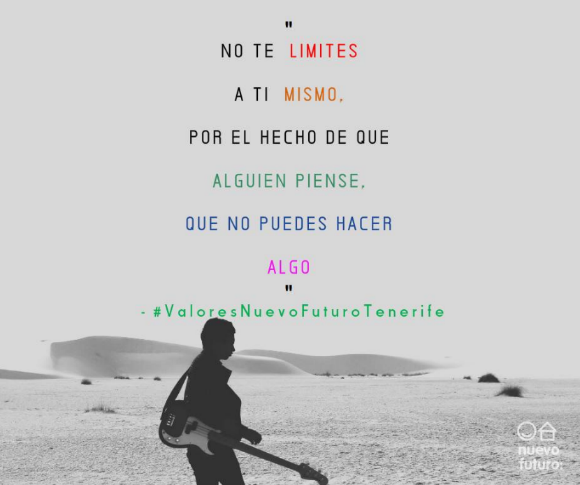 "
NO TE LIMITES
A TI MISMO,
POR EL HECHO DE QUE
ALGUIEN PIENSE,
QUE NO PUEDES HACER
ALGO
"
- #ValoresNuevoFuturoTenerife
nuevo
futuro.